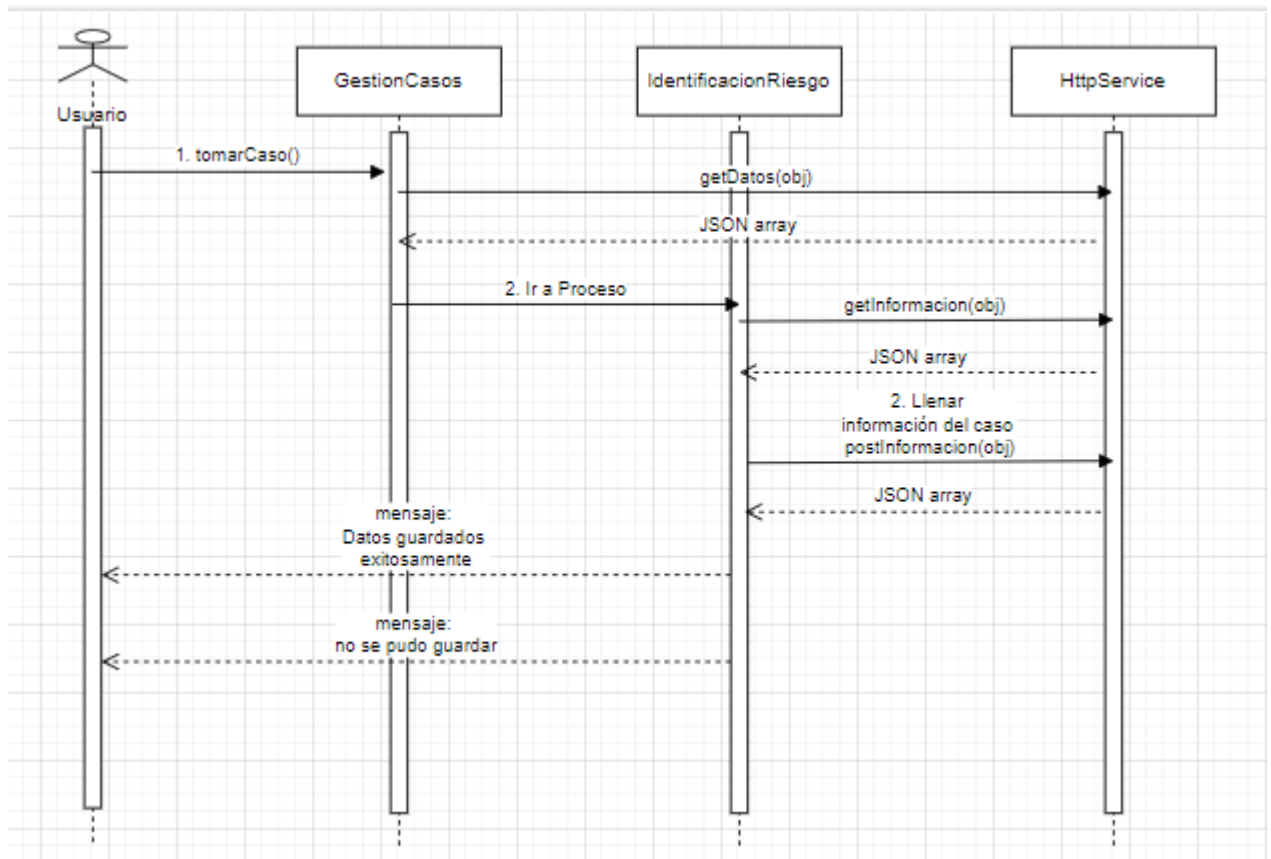 Usuario
GestionCasos
IdentificacionRiesgo
HttpService
1. tomarCaso()
getDatos(obj)
JSON array
2. Ir a Proceso
getInformacion(obj)
JSON array
2. Llenar
información del caso
postInformacion(obj)
JSON array
mensaje:
Datos guardados
exitosamente
mensaje:
no se pudo guardar